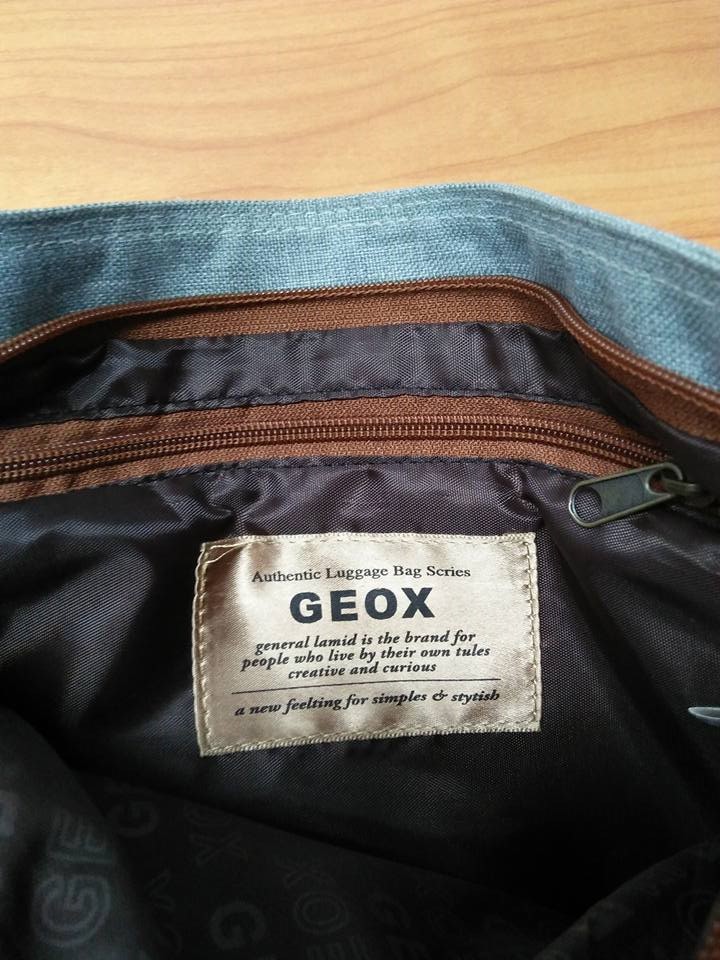 Authentic Luggage Bag Scries
GEOX
general lamid is the brand for
people who live by their own tules
creative and curious
a new feelting for simples & stytish